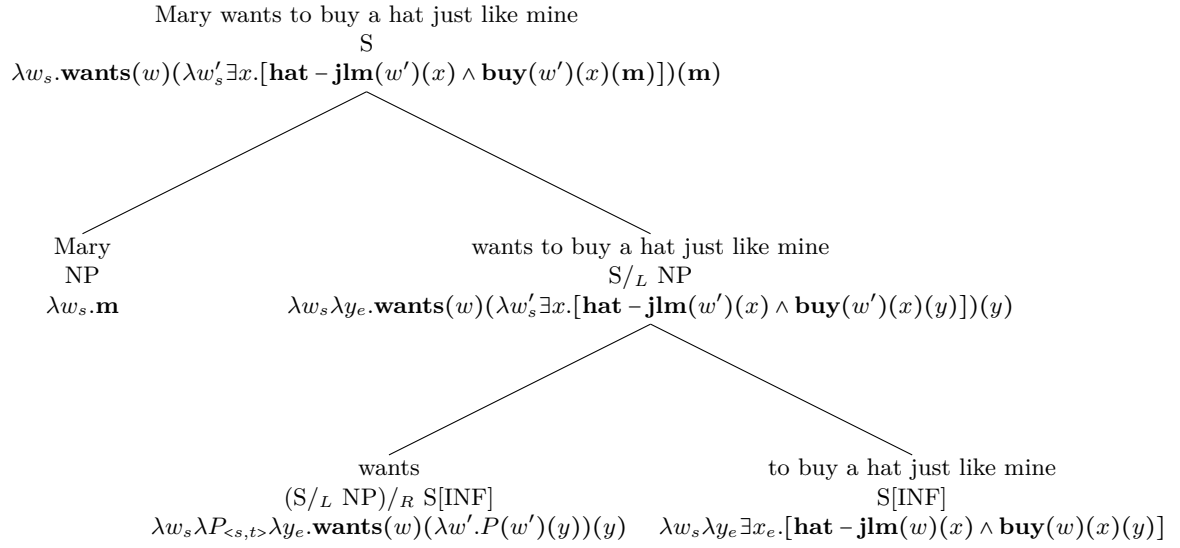 Mary wants to buy a hat just like mine
S
λw_s.wants(w)(λw′_s∃x.[hat – jlm(w′)(x) ∧ buy(w′)(x)(m)])(m)
Mary
NP
λw_s.m
wants to buy a hat just like mine
S/_L NP
λw_sλy_e.wants(w)(λw′_s∃x.[hat – jlm(w′)(x) ∧ buy(w′)(x)(y)])(y)
wants
(S/_L NP)/_R S[INF]
λw_sλP_<s,t>λy_e.wants(w)(λw′.P(w′)(y))(y)
to buy a hat just like mine
S[INF]
λw_sλy_e∃x_e.[hat – jlm(w)(x) ∧ buy(w)(x)(y)]